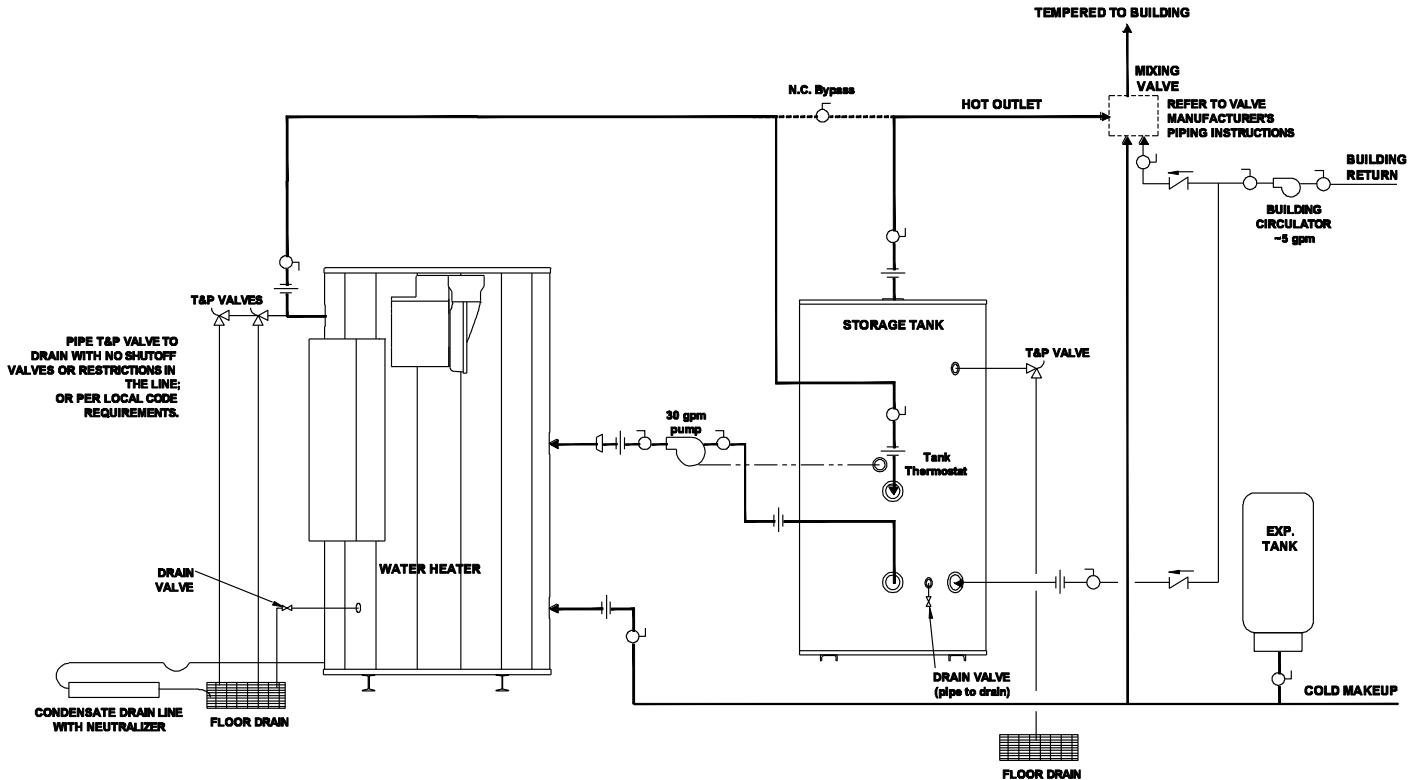 TEMPERED TO BUILDING
MIXING
VALVE
N.C. Bypass
HOT OUTLET
REFER TO VALVE
MANUFACTURER'S
PIPING INSTRUCTIONS
BUILDING
RETURN
BUILDING
CIRCULATOR
~5 gpm
T&P VALVES
PIPE T&P VALVE TO
DRAIN WITH NO SHUTOFF
VALVES OR RESTRICTIONS IN
THE LINE;
OR PER LOCAL CODE
REQUIREMENTS.
STORAGE TANK
T&P VALVE
30 gpm
pump
Tank
Thermostat
EXP.
TANK
WATER HEATER
DRAIN
VALVE
DRAIN VALVE
(pipe to drain)
COLD MAKEUP
CONDENSATE DRAIN LINE
WITH NEUTRALIZER
FLOOR DRAIN
FLOOR DRAIN